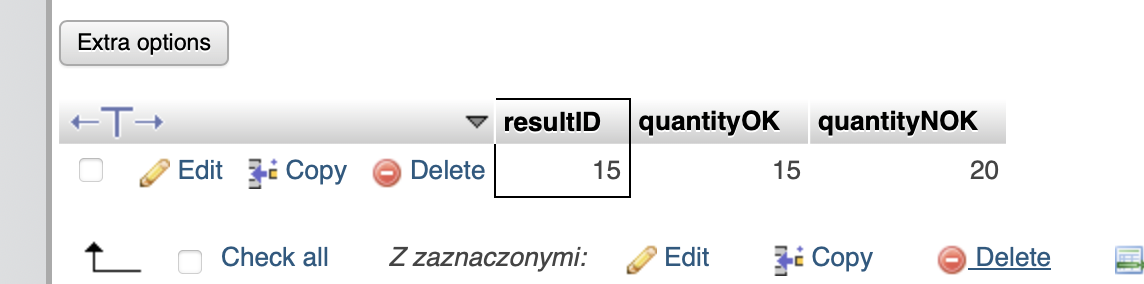 Extra options
resultID quantityOK quantityNOK
Edit Copy Delete 15 15 20
Check all Z zaznaczonymi: Edit Copy Delete